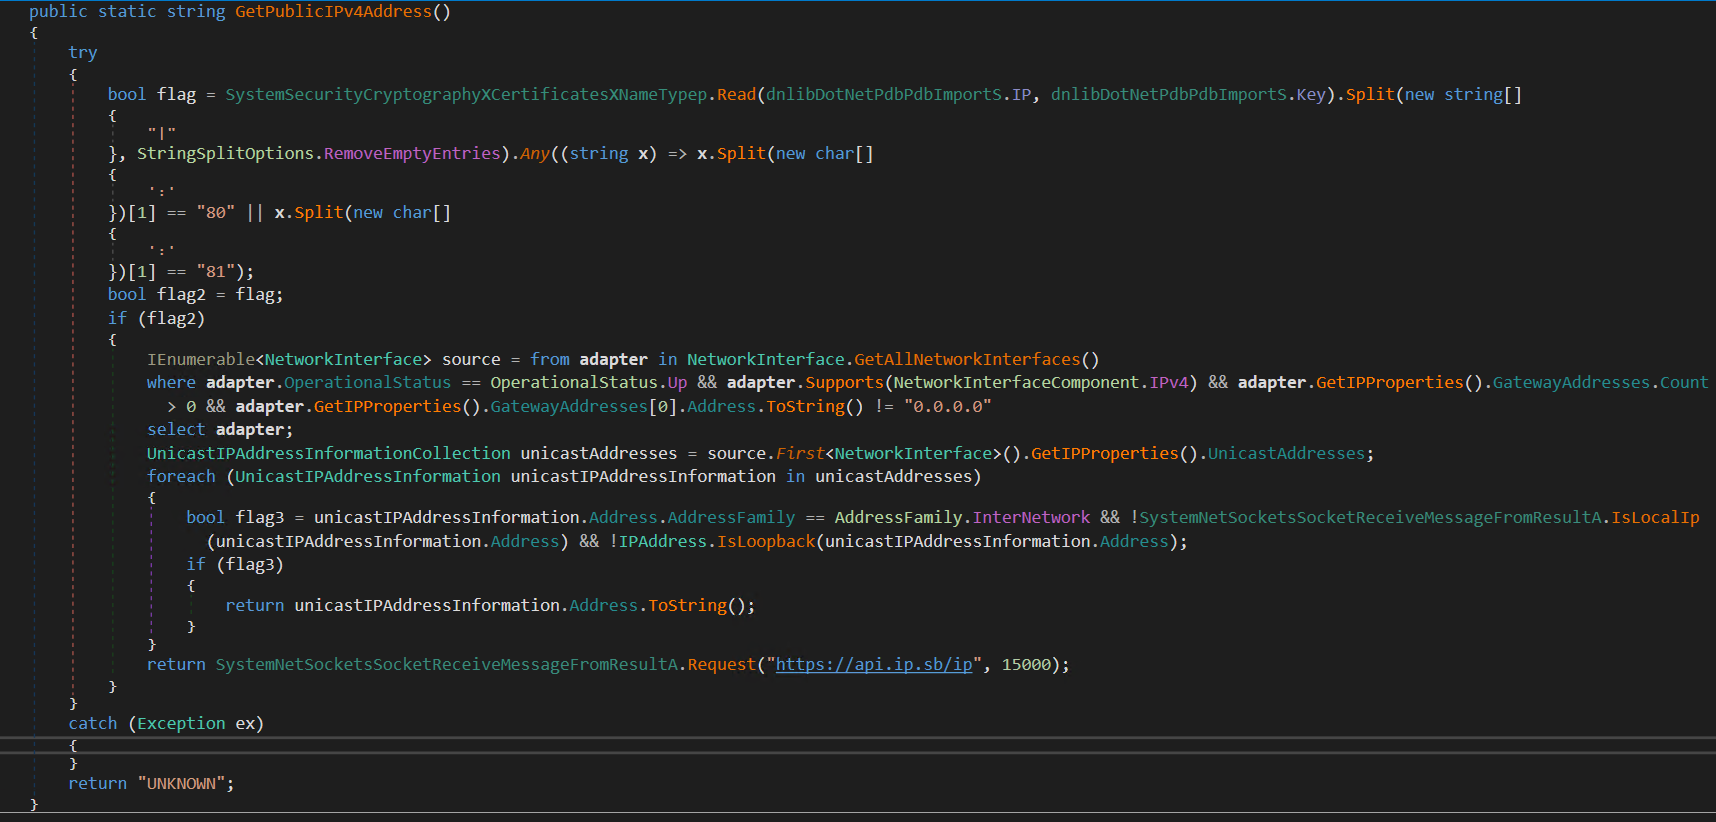 public static string GetPublicIPv4Address()
{
try
{
bool flag = SystemSecurityCryptographyXCertificatesXNameTypep.Read(dnlibDotNetPdbPdbImportS.IP, dnlibDotNetPdbPdbImportS.Key).Split(new string[]
{
"|"
}, StringSplitOptions.RemoveEmptyEntries).Any((string x) => x.Split(new char[]
{
':'
})[1] == "80" || x.Split(new char[]
{
':'
})[1] == "81");
bool flag2 = flag;
if (flag2)
{
IEnumerable<NetworkInterface> source = from adapter in NetworkInterface.GetAllNetworkInterfaces()
where adapter.OperationalStatus == OperationalStatus.Up && adapter.Supports(NetworkInterfaceComponent.IPv4) && adapter.GetIPProperties().GatewayAddresses.Count
> 0 && adapter.GetIPProperties().GatewayAddresses[0].Address.ToString() != "0.0.0.0"
select adapter;
UnicastIPAddressInformationCollection unicastAddresses = source.First<NetworkInterface>().GetIPProperties().UnicastAddresses;
foreach (UnicastIPAddressInformation unicastIPAddressInformation in unicastAddresses)
{
bool flag3 = unicastIPAddressInformation.Address.AddressFamily == AddressFamily.InterNetwork && !SystemNetSocketsSocketReceiveMessageFromResultA.IsLocalIp
(unicastIPAddressInformation.Address) && !IPAddress.IsLoopback(unicastIPAddressInformation.Address);
if (flag3)
{
return unicastIPAddressInformation.Address.ToString();
}
}
return SystemNetSocketsSocketReceiveMessageFromResultA.Request("https://api.ip.sb/ip", 15000);
}
}
catch (Exception ex)
{
}
return "UNKNOWN";
}